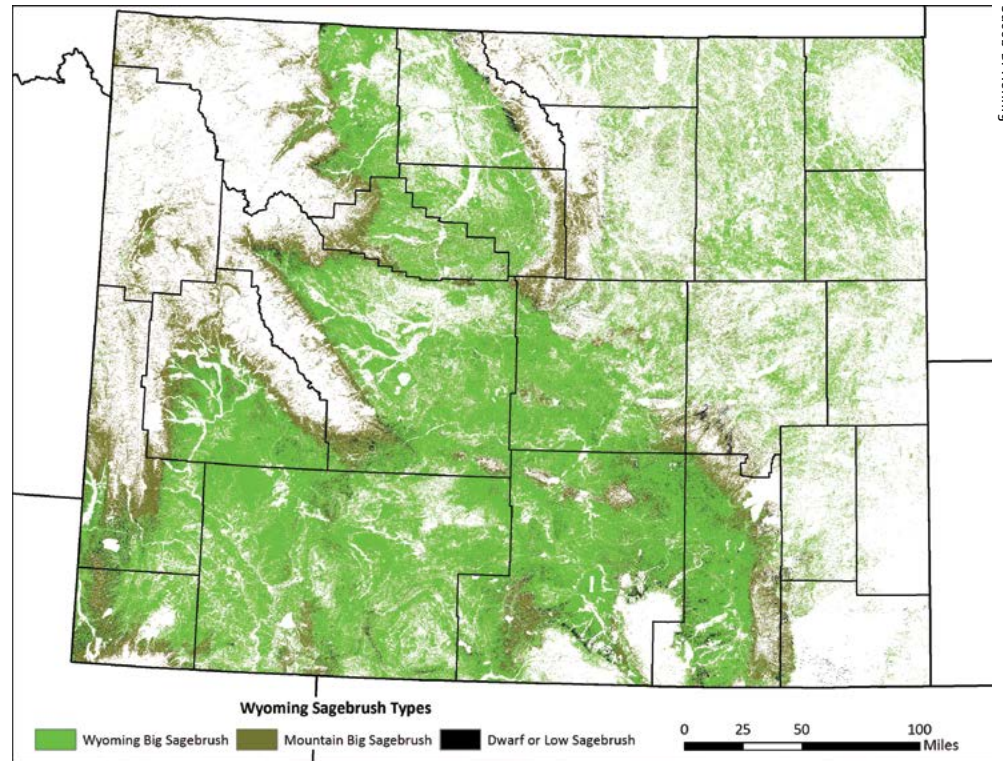 Wyoming Sagebrush Types
Wyoming Big Sagebrush
Mountain Big Sagebrush
Dwarf or Low Sagebrush
0 25 50 100
Miles